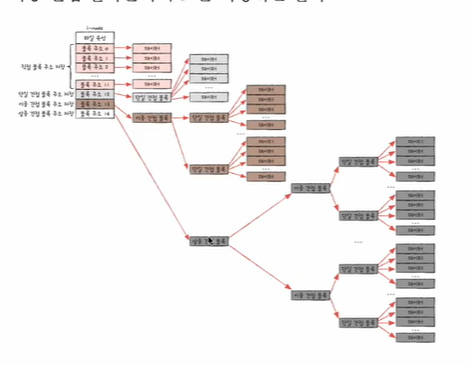 i-node
파일 속성
블록 주소 0
블록 주소 1
블록 주소 2
...
블록 주소 11
블록 주소 12
블록 주소 13
블록 주소 14
직접 블록 주소 저장
단일 간접 블록 주소 저장
이중 간접 블록 주소 저장
삼중 간접 블록 주소 저장
데이터
데이터
데이터
...
데이터
단일 간접 블록
데이터
데이터
데이터
...
데이터
이중 간접 블록
단일 간접 블록
데이터
데이터
데이터
...
데이터
...
단일 간접 블록
데이터
데이터
데이터
...
데이터
삼중 간접 블록
이중 간접 블록
단일 간접 블록
데이터
데이터
데이터
...
데이터
...
단일 간접 블록
데이터
데이터
데이터
...
데이터
...
이중 간접 블록
단일 간접 블록
데이터
데이터
데이터
...
데이터
...
단일 간접 블록
데이터
데이터
데이터
...
데이터